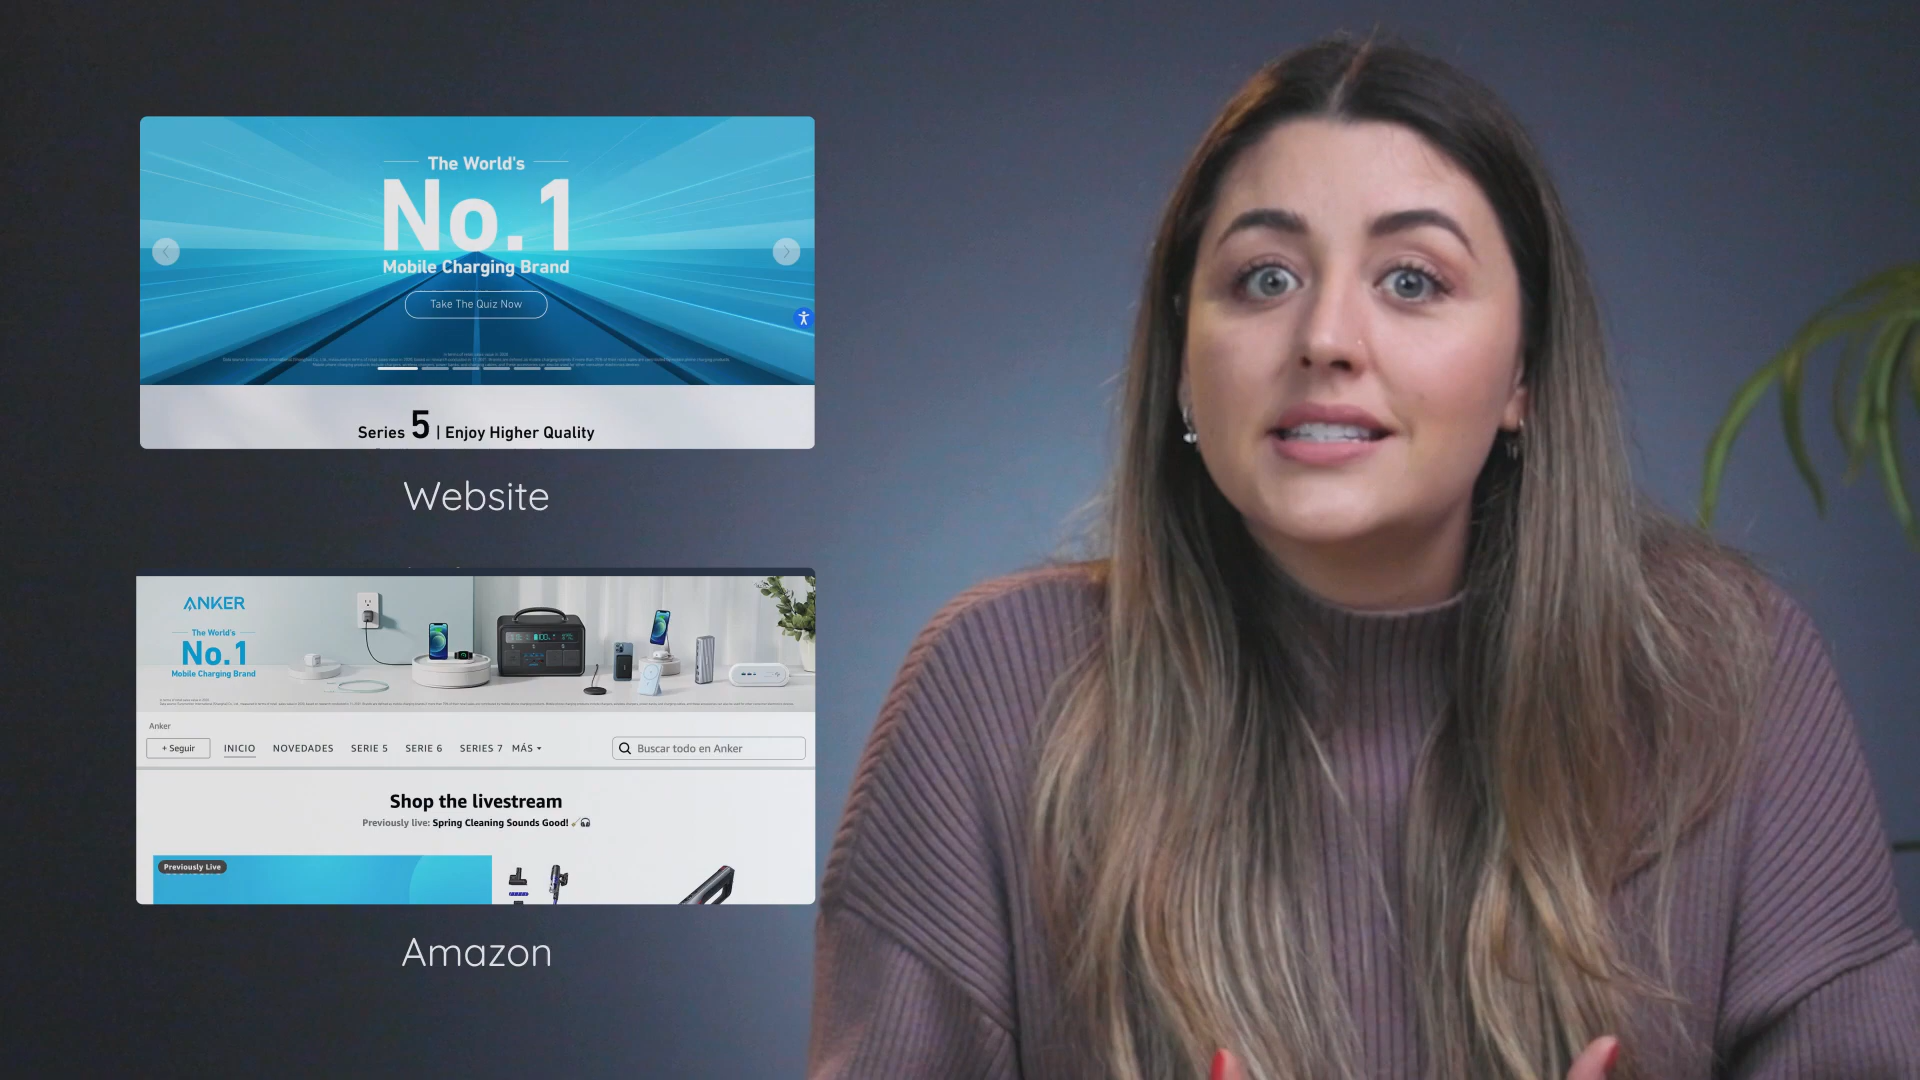 The World's
No.1
Mobile Charging Brand
Take The Quiz Now
Series 5 | Enjoy Higher Quality
Website
ANKER
The World's
No.1
Mobile Charging Brand
Anker
+ Seguir
INICIO
NOVEDADES
SERIE 5
SERIE 6
SERIES 7
MÁS
Buscar todo en Anker
Shop the livestream
Previously live: Spring Cleaning Sounds Good! 🧹🎧
Previously Live
Amazon